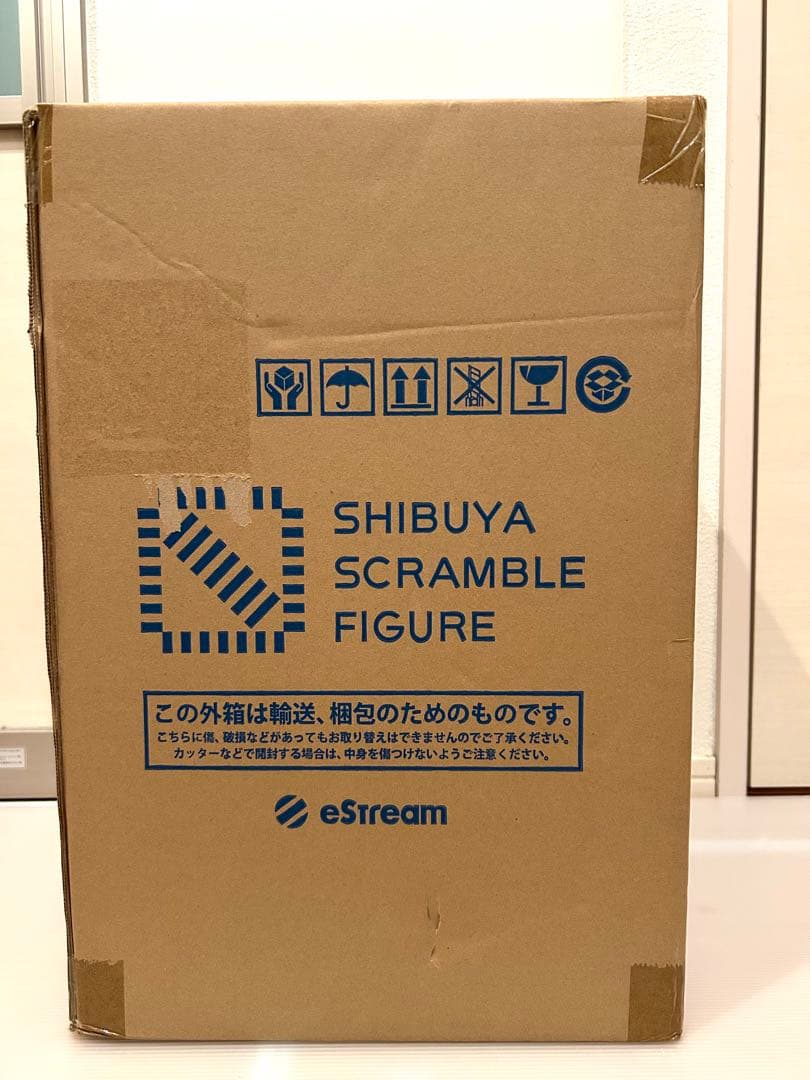 SHIBUYA
SCRAMBLE
FIGURE
この外箱は輸送、梱包のためのものです。
こちらに傷、破損などがあってもお取り替えはできませんのでご了承ください。
カッターなどで開封する場合は、中身を傷つけないようご注意ください。
eStream